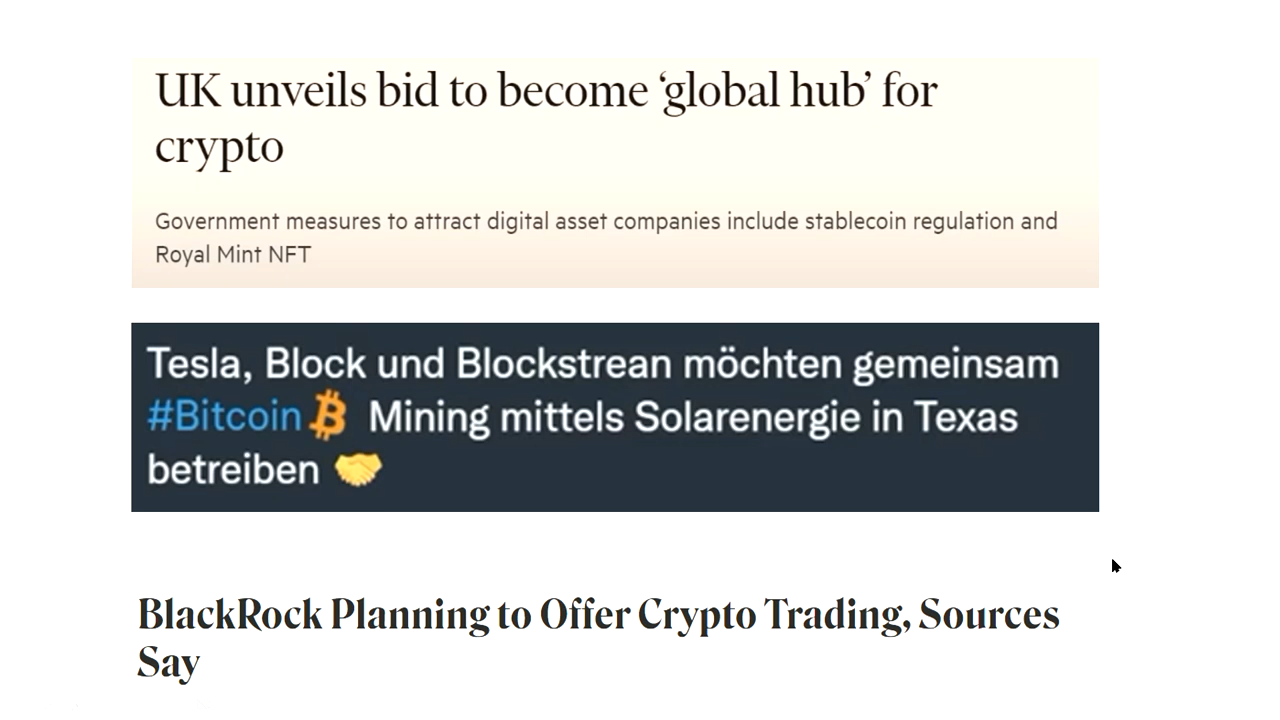 UK unveils bid to become ‘global hub’ for
crypto
Government measures to attract digital asset companies include stablecoin regulation and
Royal Mint NFT
Tesla, Block und Blockstrean möchten gemeinsam
#Bitcoin ₿ Mining mittels Solarenergie in Texas
betreiben 🤝
BlackRock Planning to Offer Crypto Trading, Sources
Say